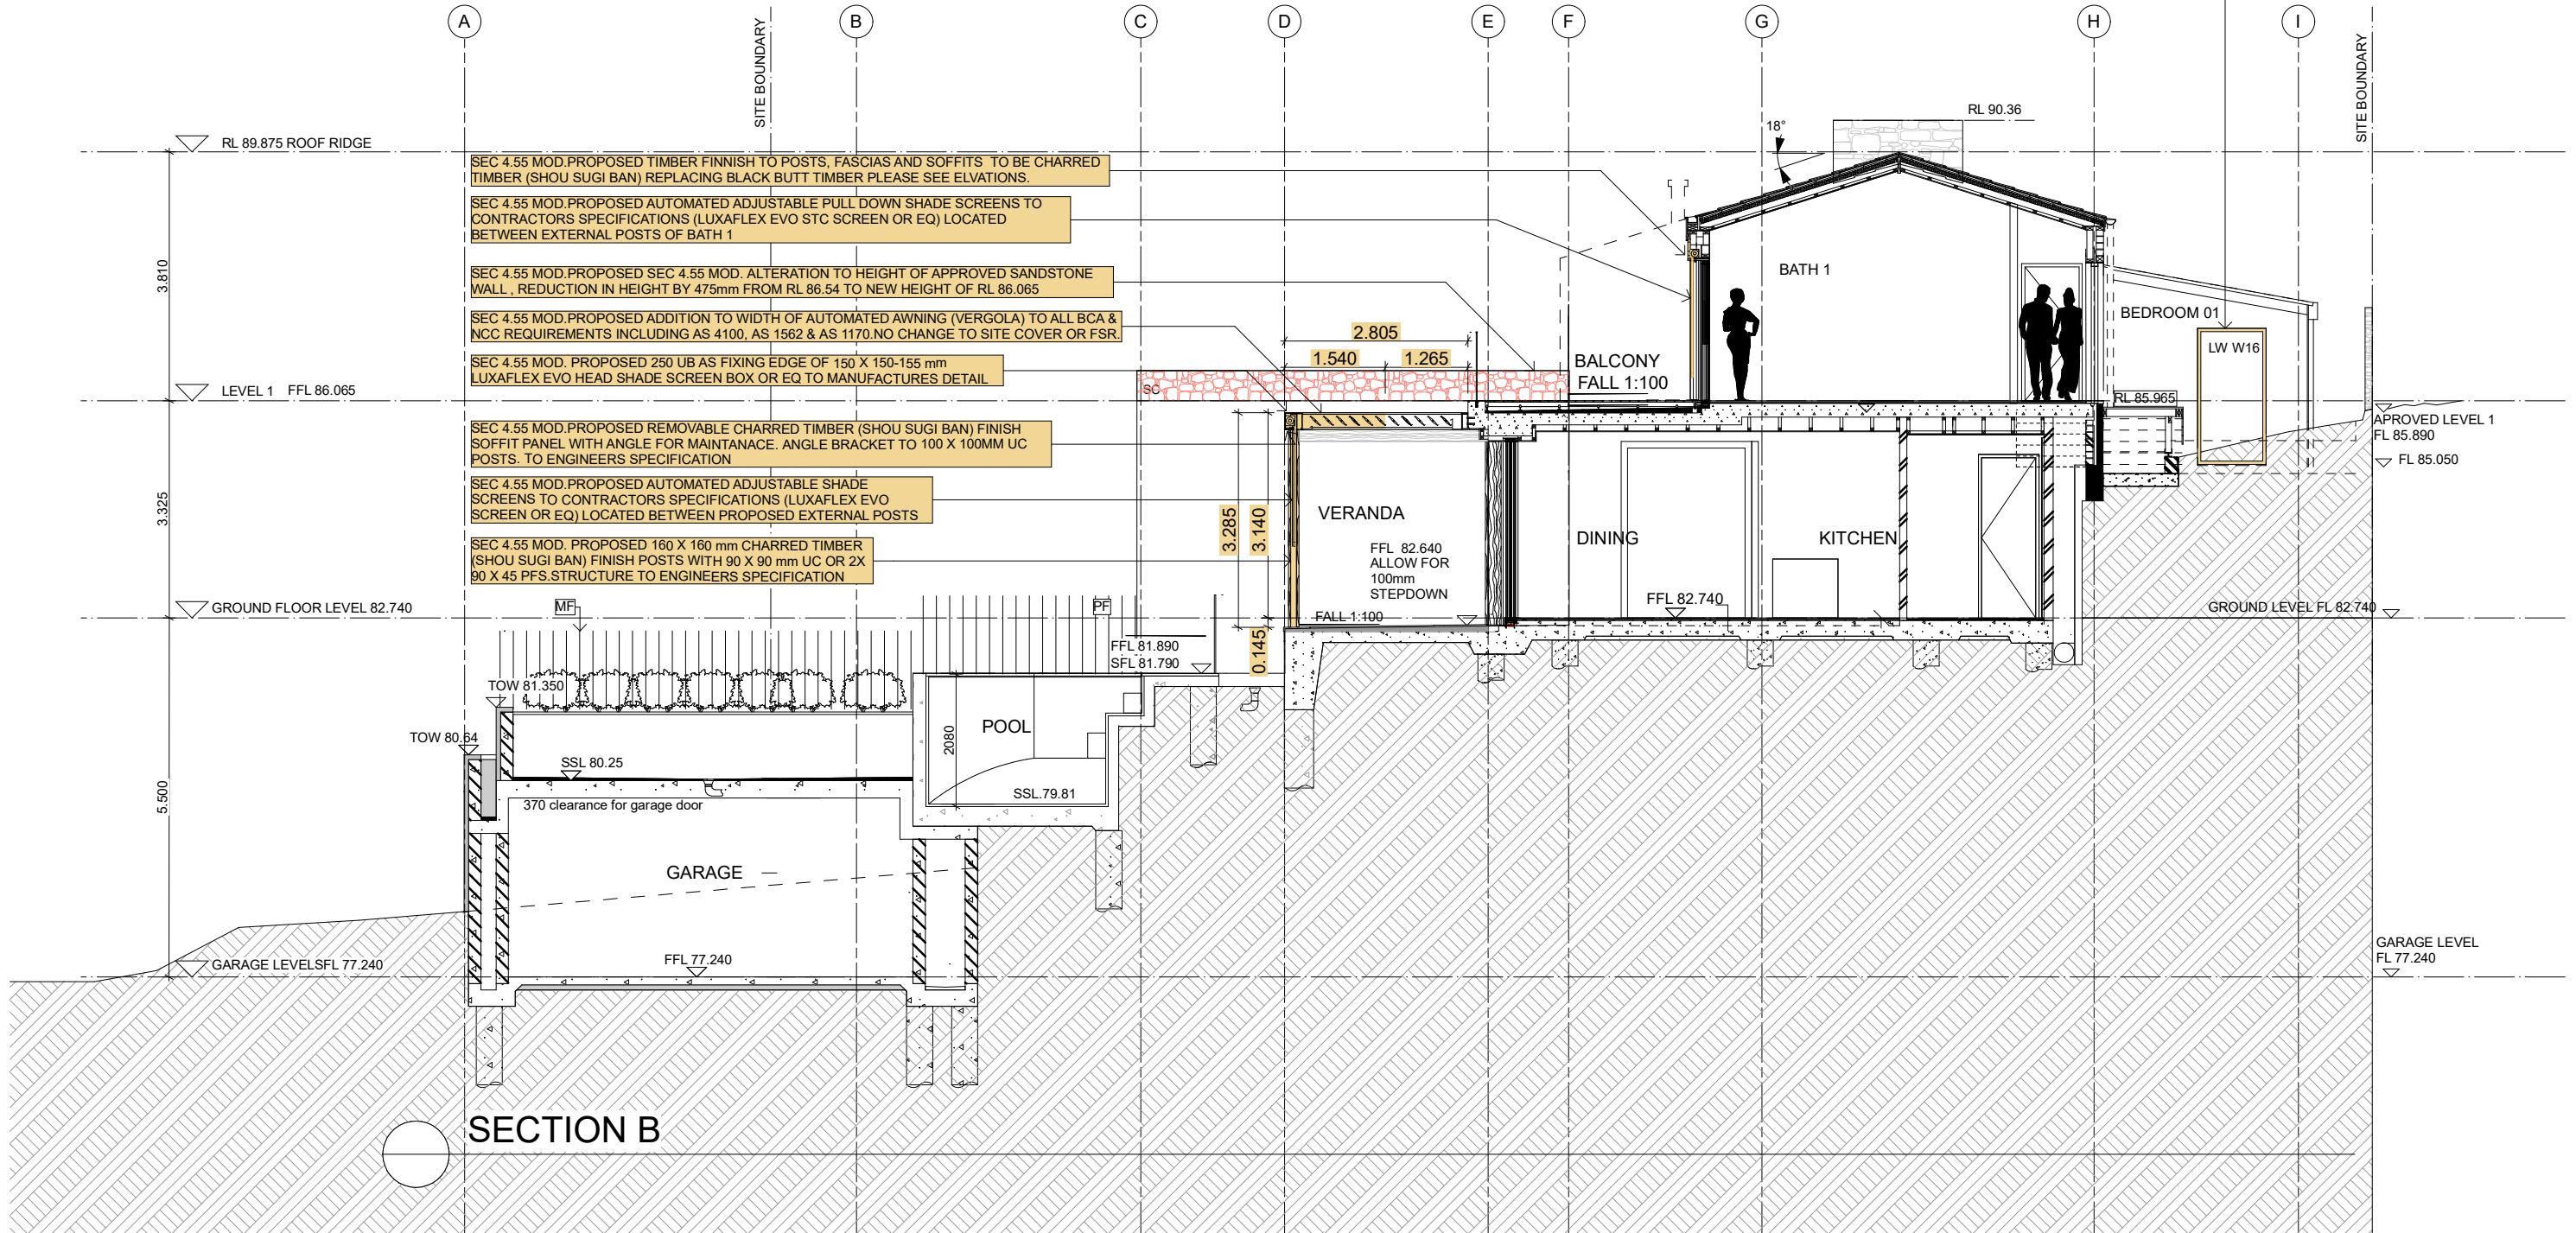 A
B
C
D
E
F
G
H
I
SITE BOUNDARY
SITE BOUNDARY
RL 90.36
18°
RL 89.875 ROOF RIDGE
SEC 4.55 MOD.PROPOSED TIMBER FINNISH TO POSTS, FASCIAS AND SOFFITS TO BE CHARRED
TIMBER (SHOU SUGI BAN) REPLACING BLACK BUTT TIMBER PLEASE SEE ELVATIONS.
SEC 4.55 MOD.PROPOSED AUTOMATED ADJUSTABLE PULL DOWN SHADE SCREENS TO
CONTRACTORS SPECIFICATIONS (LUXAFLEX EVO STC SCREEN OR EQ) LOCATED
BETWEEN EXTERNAL POSTS OF BATH 1
SEC 4.55 MOD.PROPOSED SEC 4.55 MOD. ALTERATION TO HEIGHT OF APPROVED SANDSTONE
WALL , REDUCTION IN HEIGHT BY 475mm FROM RL 86.54 TO NEW HEIGHT OF RL 86.065
SEC 4.55 MOD.PROPOSED ADDITION TO WIDTH OF AUTOMATED AWNING (VERGOLA) TO ALL BCA &
NCC REQUIREMENTS INCLUDING AS 4100, AS 1562 & AS 1170.NO CHANGE TO SITE COVER OR FSR.
SEC 4.55 MOD. PROPOSED 250 UB AS FIXING EDGE OF 150 X 150-155 mm
LUXAFLEX EVO HEAD SHADE SCREEN BOX OR EQ TO MANUFACTURES DETAIL
SEC 4.55 MOD.PROPOSED REMOVABLE CHARRED TIMBER (SHOU SUGI BAN) FINISH
SOFFIT PANEL WITH ANGLE FOR MAINTANACE. ANGLE BRACKET TO 100 X 100MM UC
POSTS. TO ENGINEERS SPECIFICATION
SEC 4.55 MOD.PROPOSED AUTOMATED ADJUSTABLE SHADE
SCREENS TO CONTRACTORS SPECIFICATIONS (LUXAFLEX EVO
SCREEN OR EQ) LOCATED BETWEEN PROPOSED EXTERNAL POSTS
SEC 4.55 MOD. PROPOSED 160 X 160 mm CHARRED TIMBER
(SHOU SUGI BAN) FINISH POSTS WITH 90 X 90 mm UC OR 2X
90 X 45 PFS.STRUCTURE TO ENGINEERS SPECIFICATION
3.810
3.325
5.500
LEVEL 1 FFL 86.065
GROUND FLOOR LEVEL 82.740
GARAGE LEVELSFL 77.240
2.805
1.540
1.265
SC
BALCONY
FALL 1:100
BATH 1
BEDROOM 01
LW W16
RL 85.965
APROVED LEVEL 1
FL 85.890
FL 85.050
3.285
3.140
0.145
VERANDA
FFL 82.640
ALLOW FOR
100mm
STEPDOWN
FALL 1:100
DINING
KITCHEN
FFL 82.740
GROUND LEVEL FL 82.740
MF
PF
FFL 81.890
SFL 81.790
TOW 81.350
TOW 80.64
SSL 80.25
370 clearance for garage door
2080
POOL
SSL.79.81
GARAGE
FFL 77.240
GARAGE LEVEL
FL 77.240
SECTION B